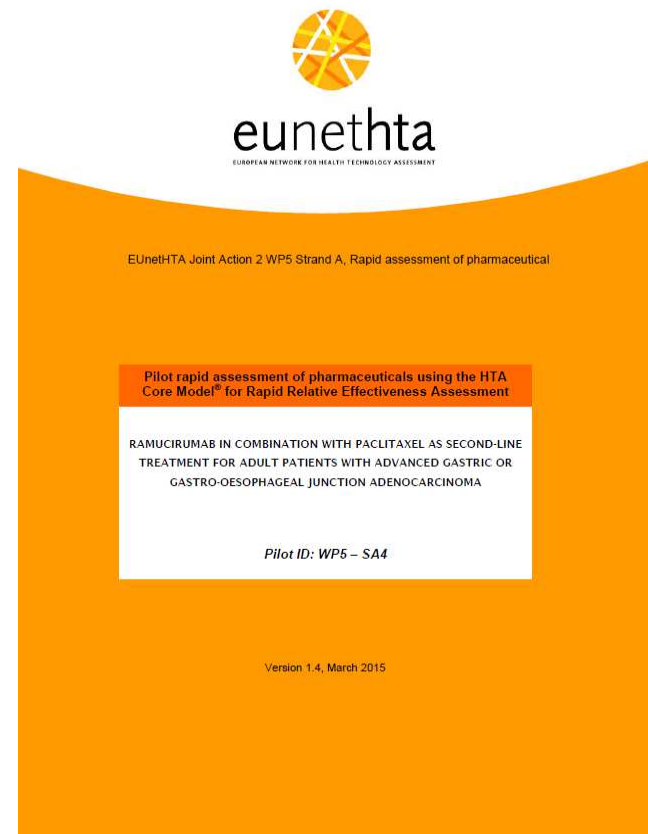 eunethta
EUROPEAN NETWORK FOR HEALTH TECHNOLOGY ASSESSMENT
EUnetHTA Joint Action 2 WP5 Strand A, Rapid assessment of pharmaceutical
Pilot rapid assessment of pharmaceuticals using the HTA
Core Model® for Rapid Relative Effectiveness Assessment
RAMUCIRUMAB IN COMBINATION WITH PACLITAXEL AS SECOND-LINE
TREATMENT FOR ADULT PATIENTS WITH ADVANCED GASTRIC OR
GASTRO-OESOPHAGEAL JUNCTION ADENOCARCINOMA
Pilot ID: WP5 – SA4
Version 1.4, March 2015